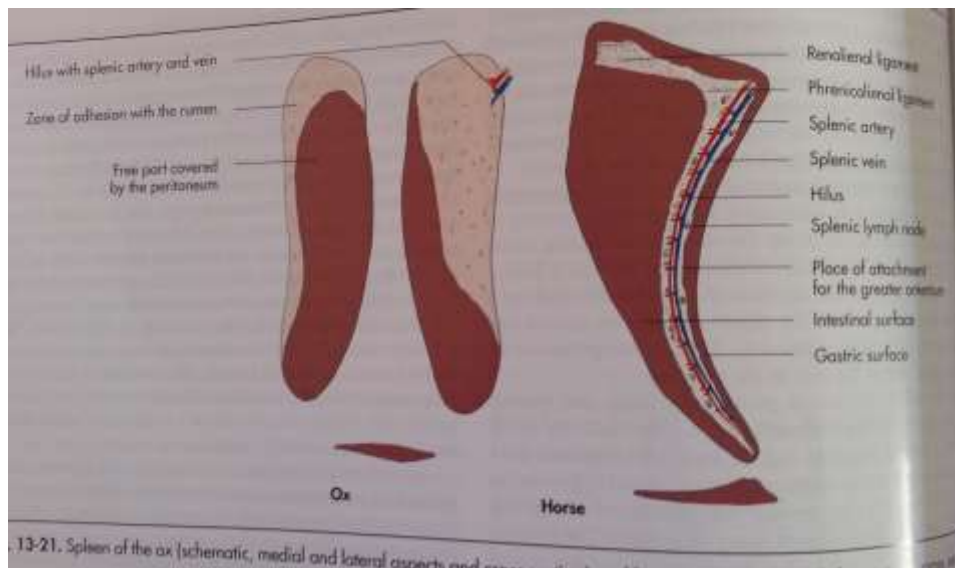 Hilus with splenic artery and vein
Zone of adhesion with the rumen
Free part covered
by the peritoneum
Renalienal ligament
Phrenicolienal ligament
Splenic artery
Splenic vein
Hilus
Splenic lymph node
Place of attachment
for the greater omentum
Intestinal surface
Gastric surface
Ox
Horse
. 13-21. Spleen of the ox (schematic, medial and lateral aspects and